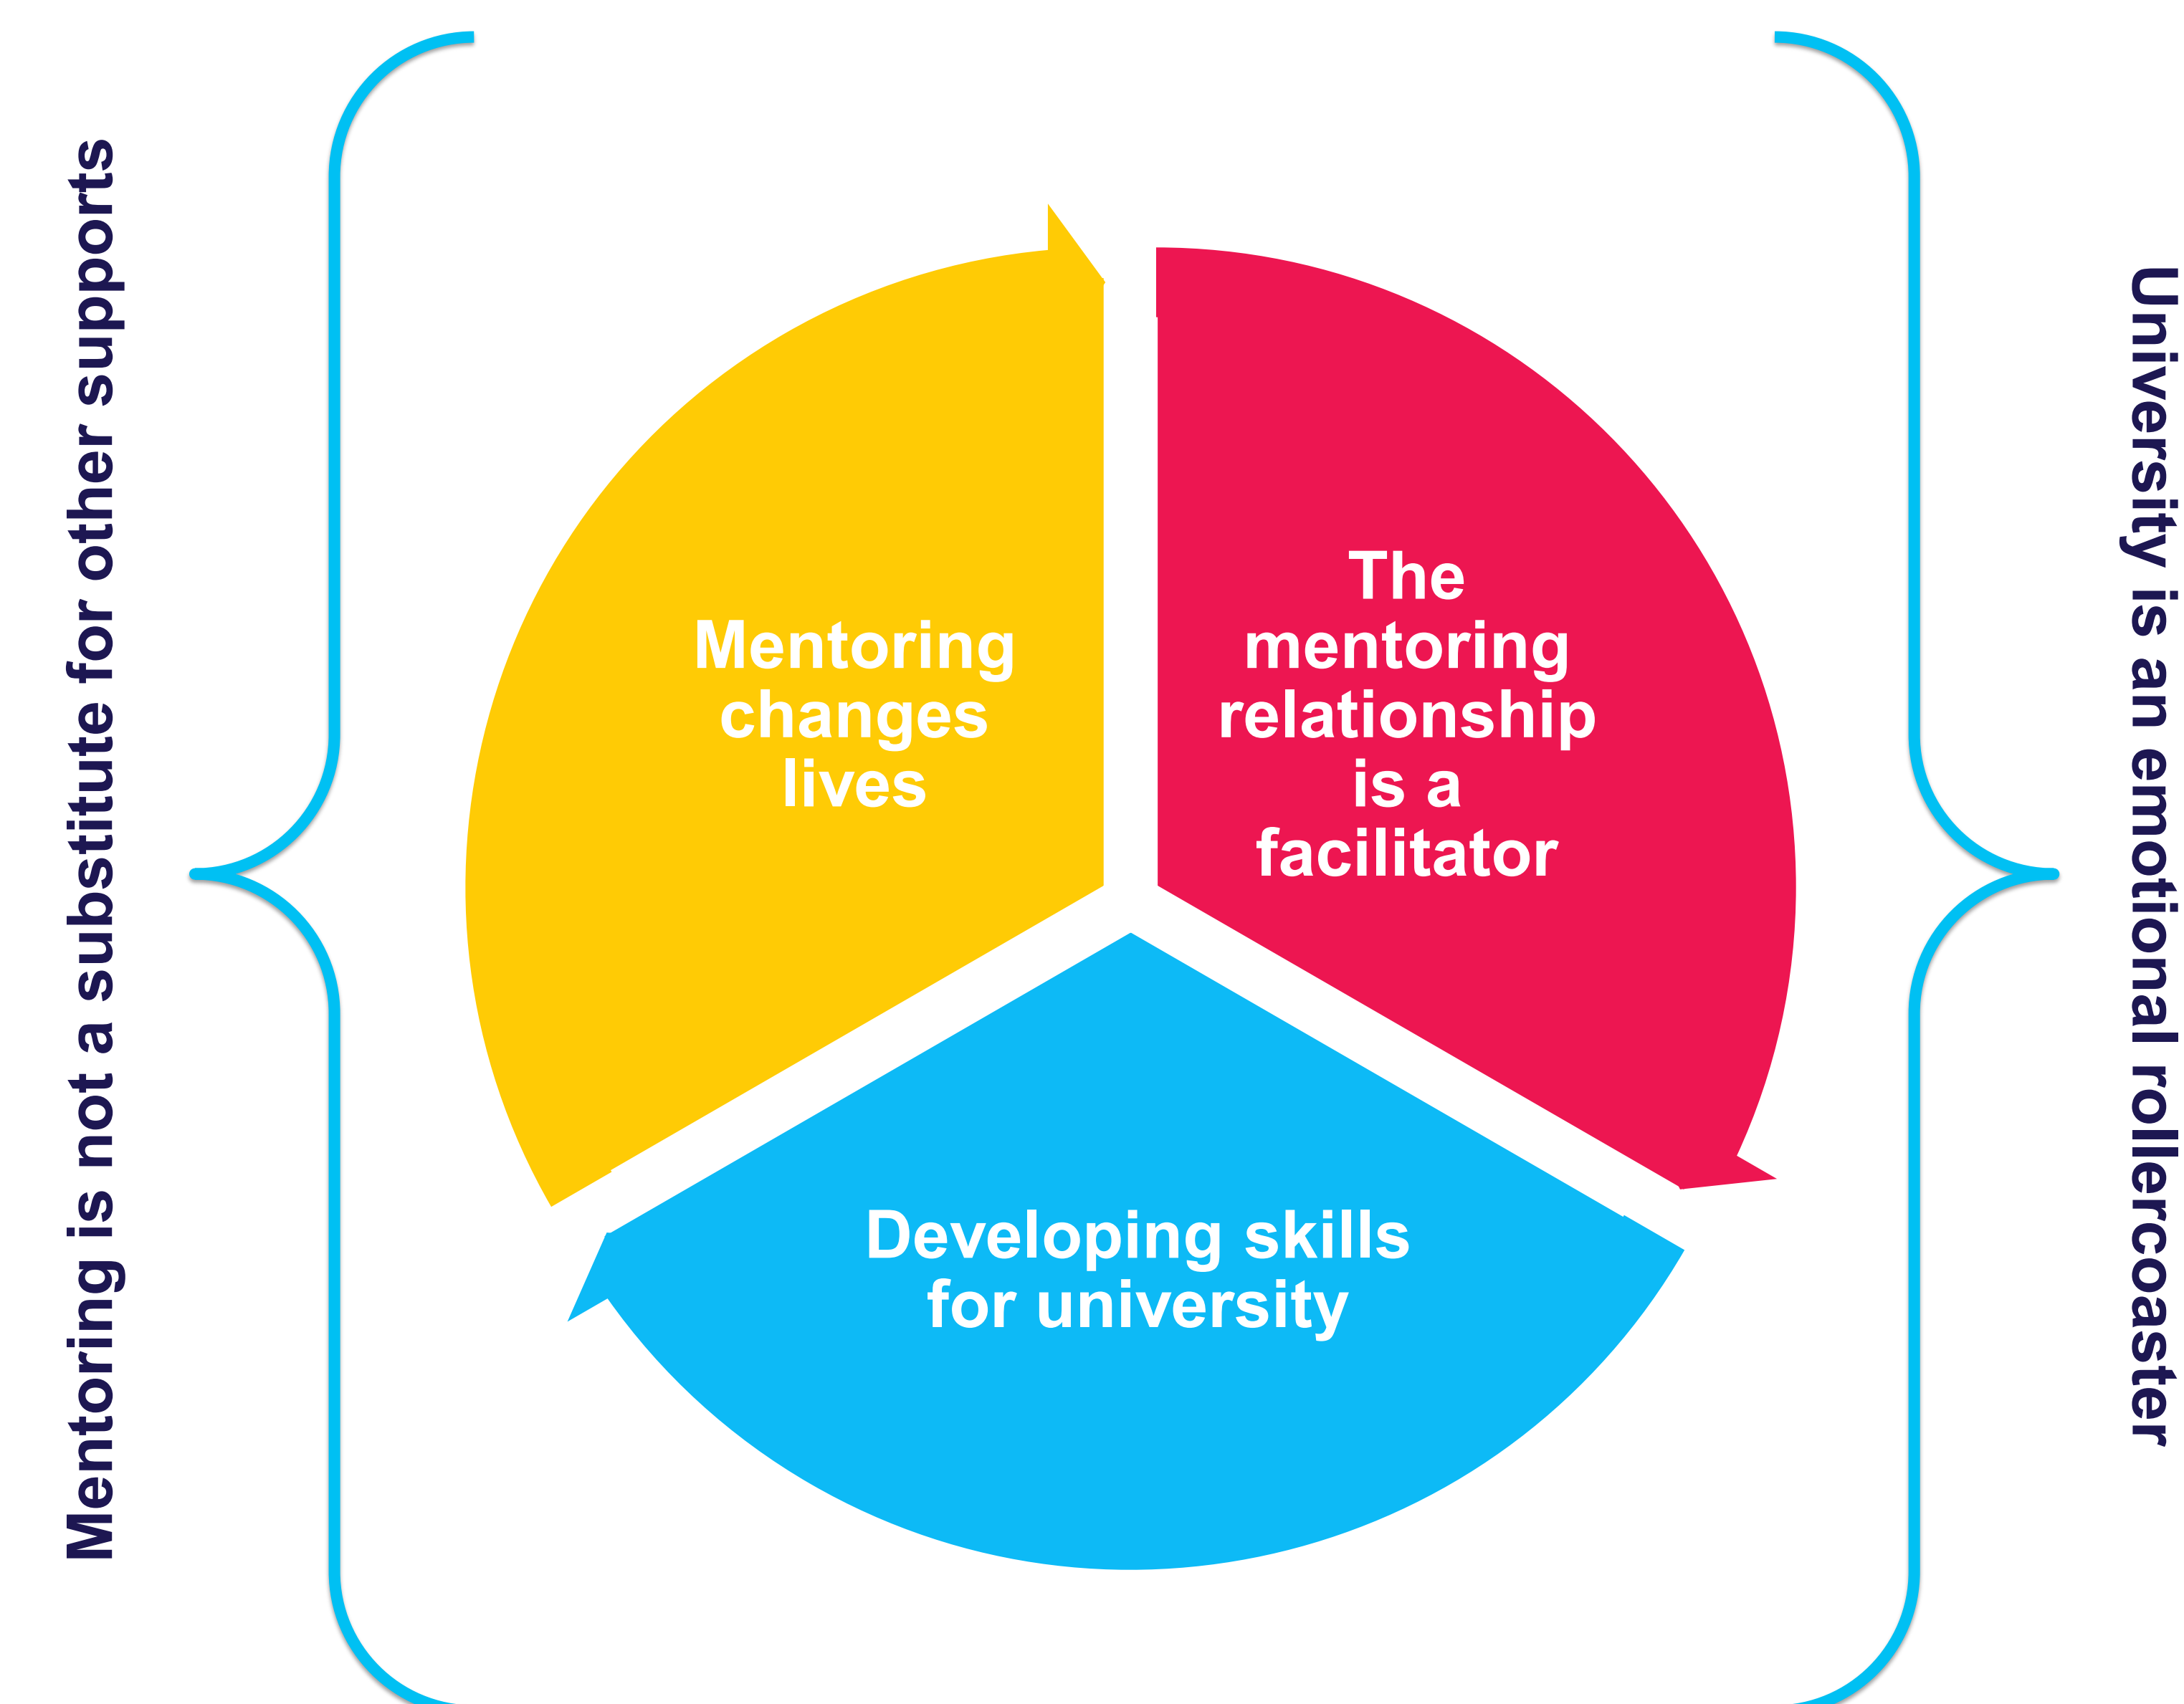 Mentoring is not a substitute for other supports
Mentoring
changes
lives
The
mentoring
relationship
is a
facilitator
Developing skills
for university
University is an emotional rollercoaster